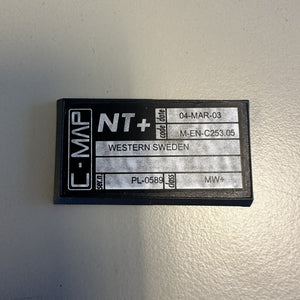 C-MAP
NT+
date 04-MAR-03
code M-EN-C253.05
WESTERN SWEDEN
ser.n PL-0589
class MW+